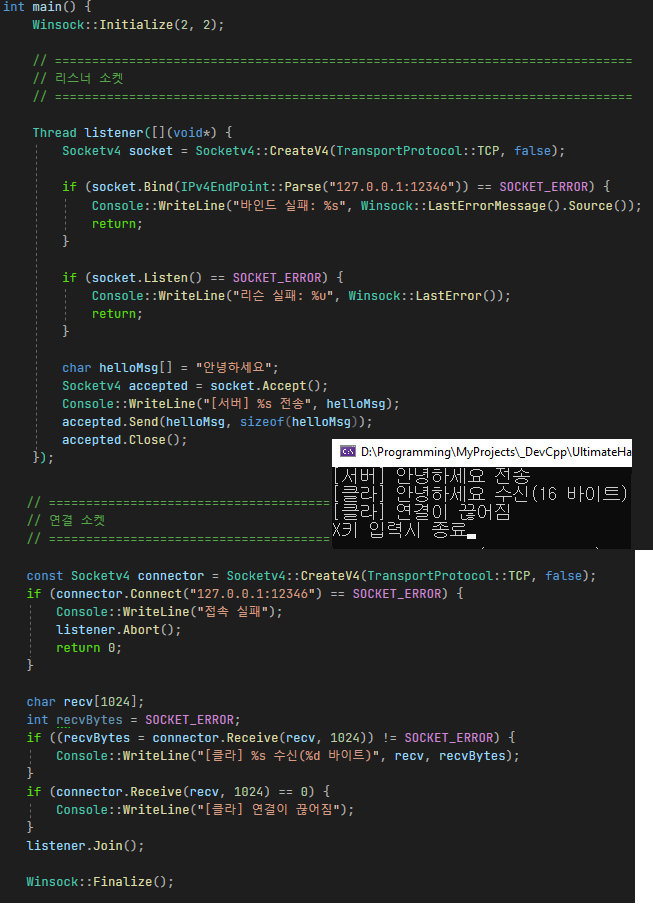 int main() {
Winsock::Initialize(2, 2);
// ==============================================================================
// 리스너 소켓
// ==============================================================================
Thread listener([](void*) {
Socketv4 socket = Socketv4::CreateV4(TransportProtocol::TCP, false);
if (socket.Bind(IPv4EndPoint::Parse("127.0.0.1:12346")) == SOCKET_ERROR) {
Console::WriteLine("바인드 실패: %s", Winsock::LastErrorMessage().Source());
return;
}
if (socket.Listen() == SOCKET_ERROR) {
Console::WriteLine("리슨 실패: %u", Winsock::LastError());
return;
}
char helloMsg[] = "안녕하세요";
Socketv4 accepted = socket.Accept();
Console::WriteLine("[서버] %s 전송", helloMsg);
accepted.Send(helloMsg, sizeof(helloMsg));
accepted.Close();
});
D:\Programming\MyProjects\_DevCpp\UltimateHa
[서버] 안녕하세요 전송
[클라] 안녕하세요 수신(16 바이트)
[클라] 연결이 끊어짐
X키 입력시 종료
// ======================================
// 연결 소켓
// ======================================
const Socketv4 connector = Socketv4::CreateV4(TransportProtocol::TCP, false);
if (connector.Connect("127.0.0.1:12346") == SOCKET_ERROR) {
Console::WriteLine("접속 실패");
listener.Abort();
return 0;
}
char recv[1024];
int recvBytes = SOCKET_ERROR;
if ((recvBytes = connector.Receive(recv, 1024)) != SOCKET_ERROR) {
Console::WriteLine("[클라] %s 수신(%d 바이트)", recv, recvBytes);
}
if (connector.Receive(recv, 1024) == 0) {
Console::WriteLine("[클라] 연결이 끊어짐");
}
listener.Join();
Winsock::Finalize();